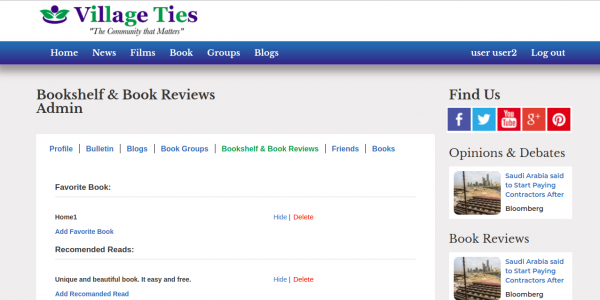 Village Ties
"The Community that Matters"
Home News Films Book Groups Blogs user user2 Log out
Bookshelf & Book Reviews
Admin
Profile Bulletin Blogs Book Groups Bookshelf & Book Reviews Friends Books
Favorite Book:
Home1 Hide | Delete
Add Favorite Book
Recomended Reads:
Unique and beautiful book. It easy and free. Hide | Delete
Add Recomanded Read
Find Us
f You Tube g+
Opinions & Debates
Saudi Arabia said
to Start Paying
Contractors After
Bloomberg
Book Reviews
Saudi Arabia said
to Start Paying
Contractors After
Bloomberg